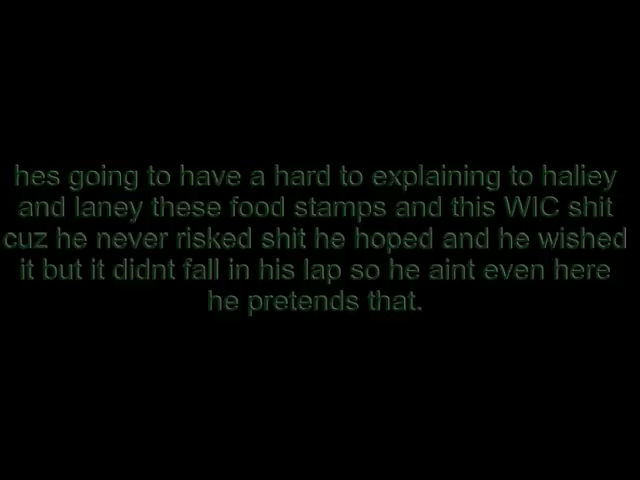 hes going to have a hard to explaining to haliey
and laney these food stamps and this WIC shit
cuz he never risked shit he hoped and he wished
it but it didnt fall in his lap so he aint even here
he pretends that.